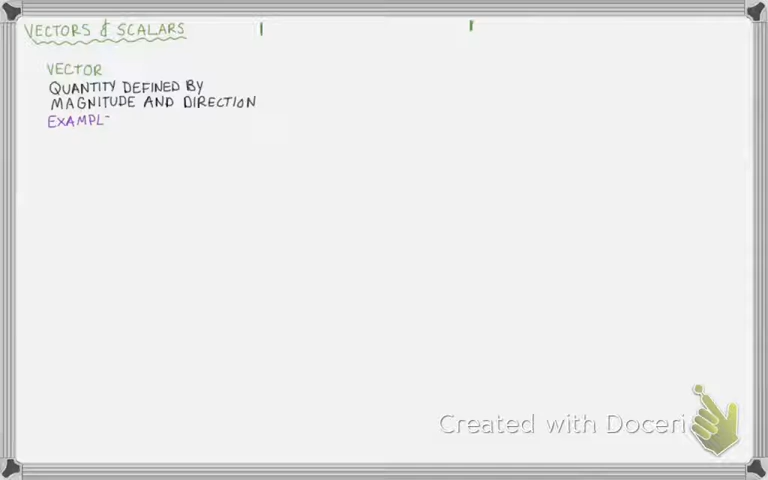 VECTORS & SCALARS
VECTOR
QUANTITY DEFINED BY
MAGNITUDE AND DIRECTION
EXAMPL
Created with Doceri